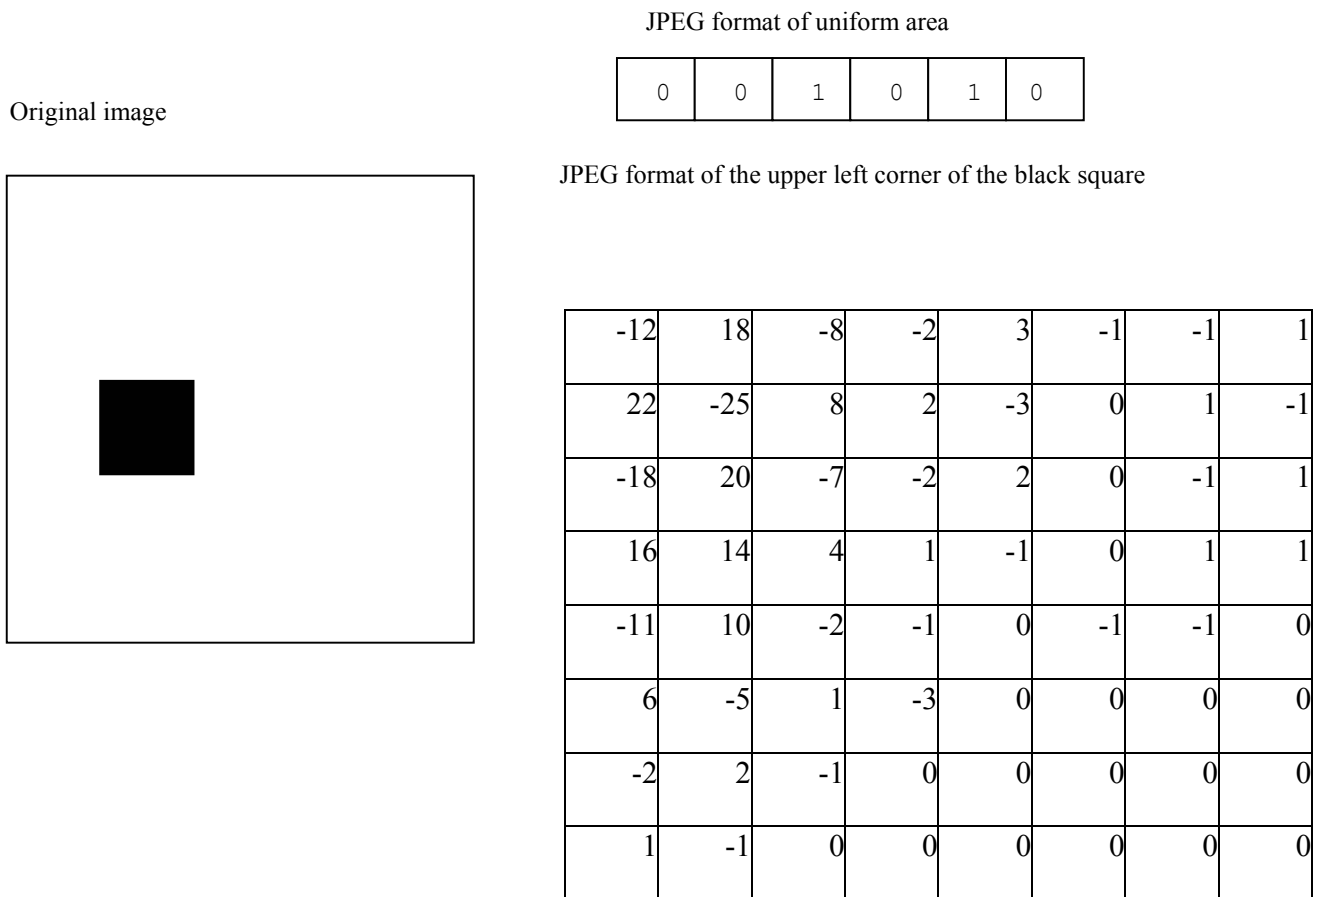 JPEG format of uniform area
0 0 1 0 1 0
Original image
JPEG format of the upper left corner of the black square
-12 18 -8 -2 3 -1 -1 1
22 -25 8 2 -3 0 1 -1
-18 20 -7 -2 2 0 -1 1
16 14 4 1 -1 0 1 1
-11 10 -2 -1 0 -1 -1 0
6 -5 1 -3 0 0 0 0
-2 2 -1 0 0 0 0 0
1 -1 0 0 0 0 0 0